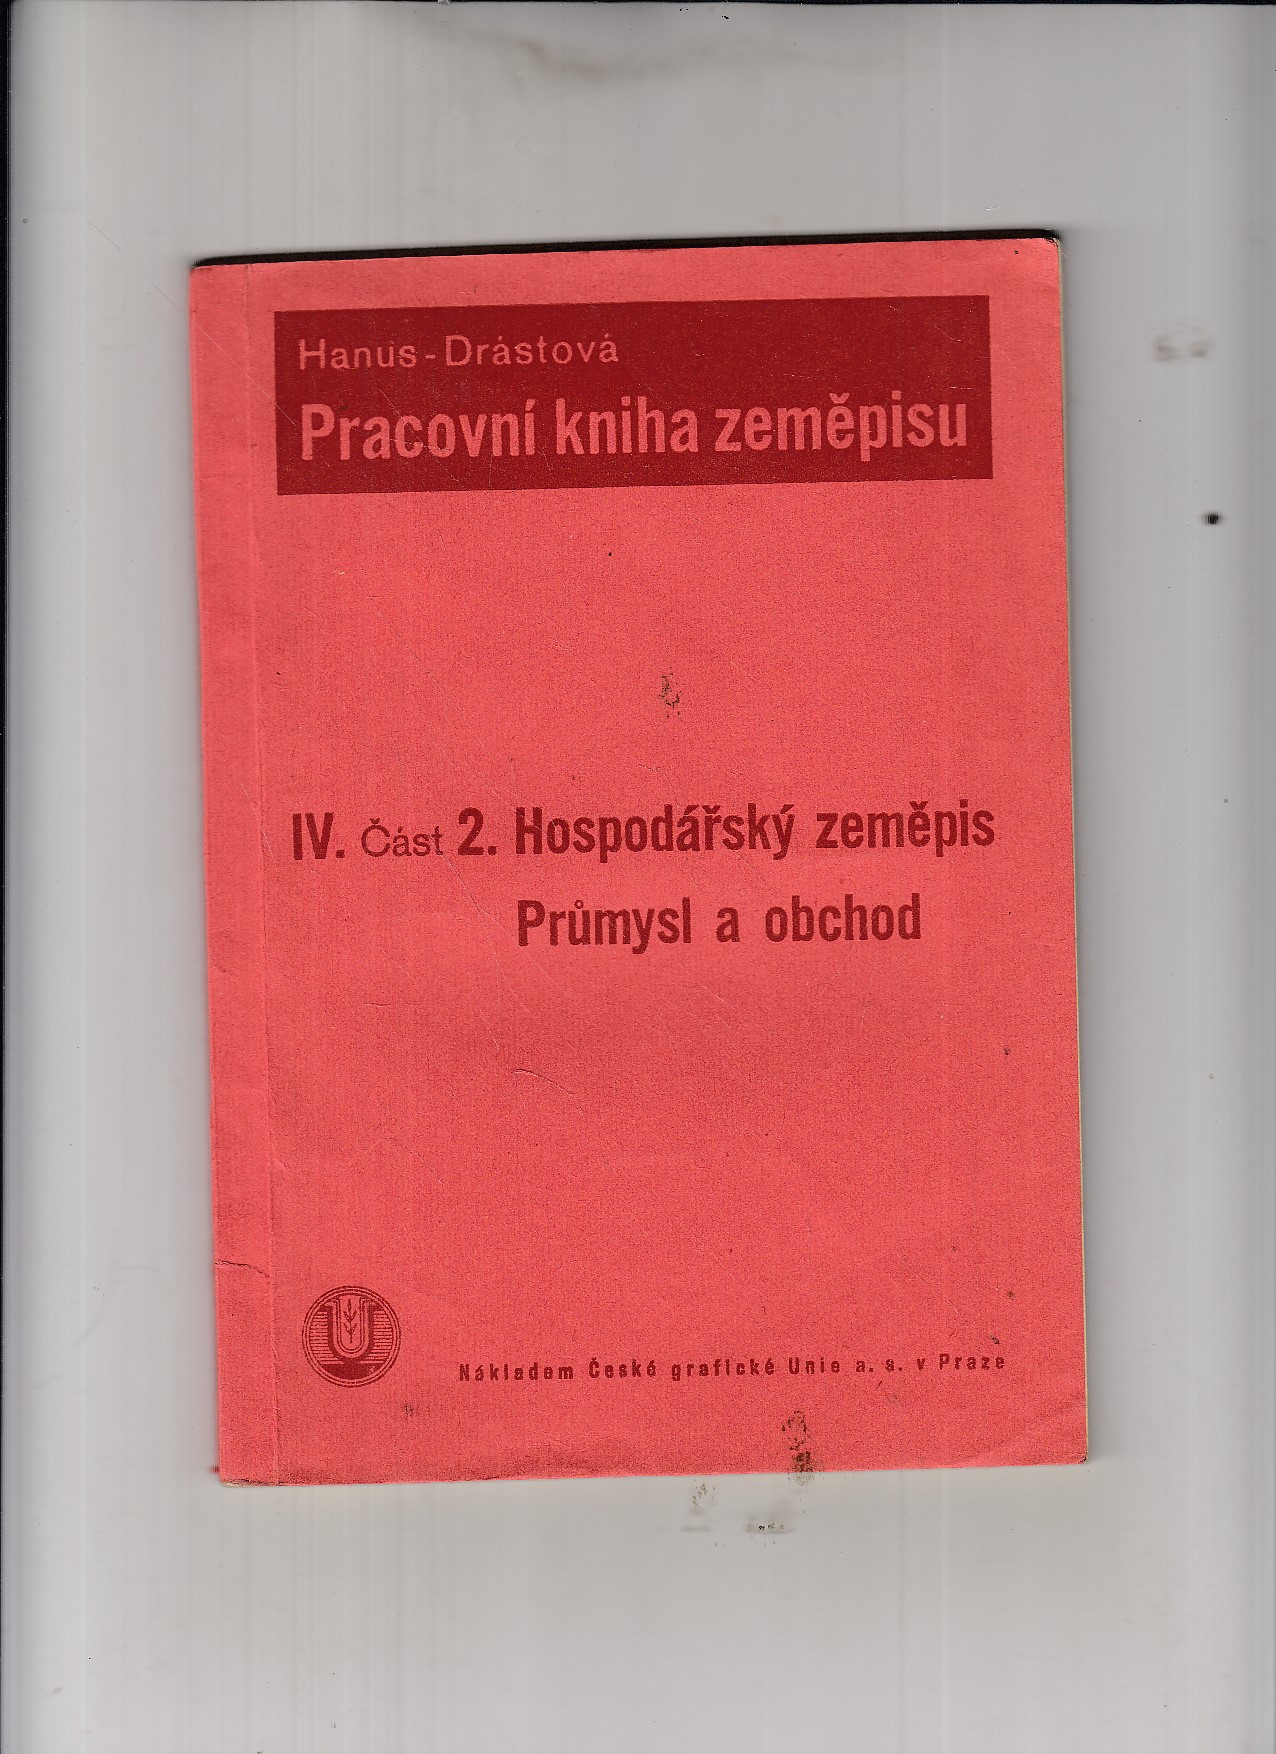 Hanus - Drástová
Pracovní kniha zeměpisu
IV. Část 2. Hospodářský zeměpis
Průmysl a obchod
U
Nákladem České grafické Unie a. s. v Praze